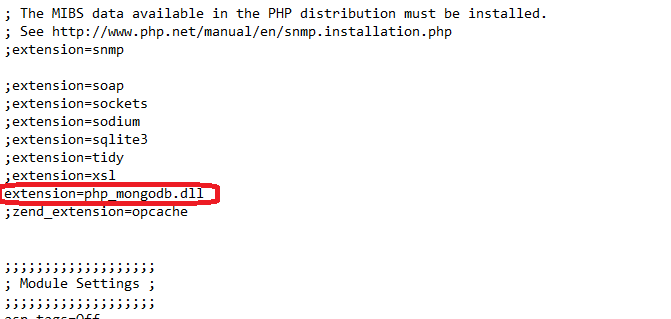 ; The MIBS data available in the PHP distribution must be installed.
; See http://www.php.net/manual/en/snmp.installation.php
;extension=snmp
;extension=soap
;extension=sockets
;extension=sodium
;extension=sqlite3
;extension=tidy
;extension=xsl
extension=php_mongodb.dll
;zend_extension=opcache
;;;;;;;;;;;;;;;;;;;
; Module Settings ;
;;;;;;;;;;;;;;;;;;;
asp_tags=Off